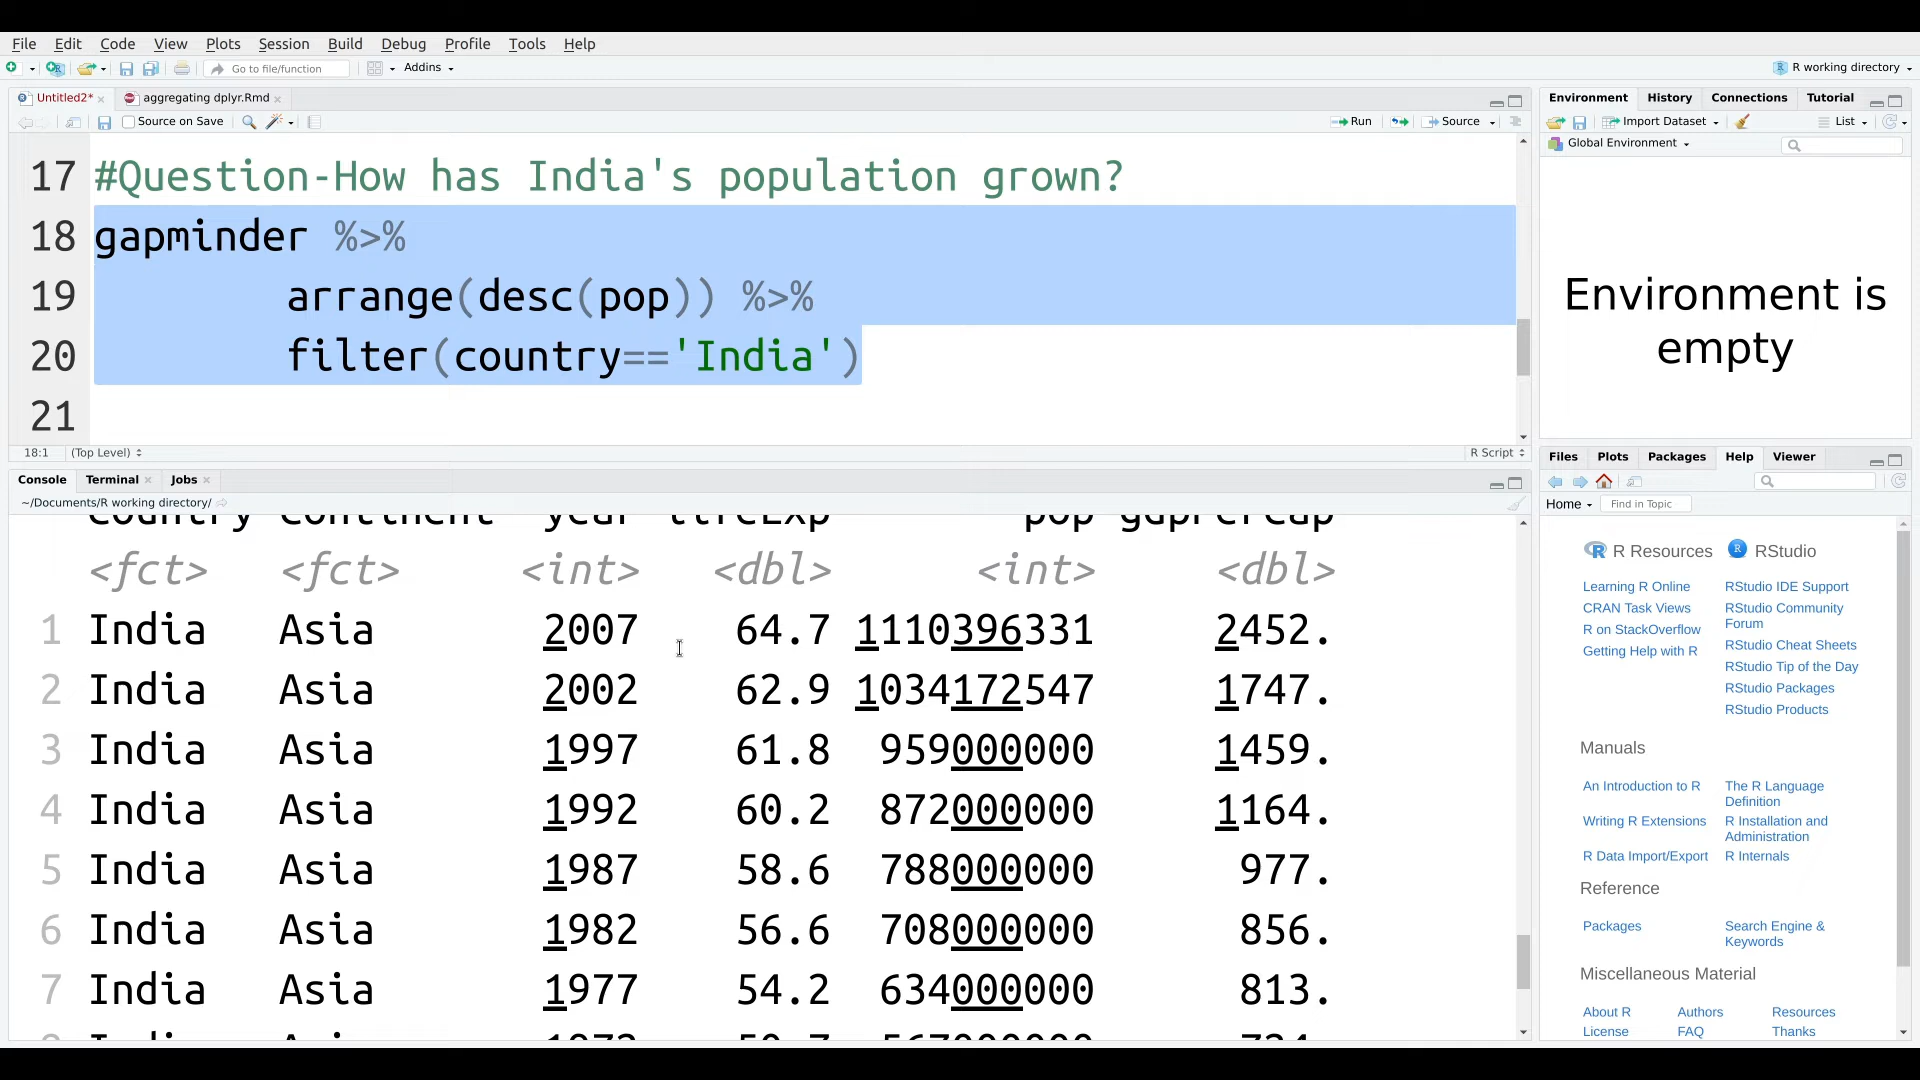 File Edit Code View Plots Session Build Debug Profile Tools Help
Go to file/function Addins R working directory
Untitled2* aggregating dplyr.Rmd
Source on Save Run Source
17 #Question-How has India's population grown?
18 gapminder %>%
19 arrange(desc(pop)) %>%
20 filter(country=='India')
21
18:1 (Top Level) R Script
Console Terminal Jobs
~/Documents/R working directory/
country continent year lifeExp pop gdpPercap
<fct> <fct> <int> <dbl> <int> <dbl>
1 India Asia 2007 64.7 1110396331 2452.
2 India Asia 2002 62.9 1034172547 1747.
3 India Asia 1997 61.8 959000000 1459.
4 India Asia 1992 60.2 872000000 1164.
5 India Asia 1987 58.6 788000000 977.
6 India Asia 1982 56.6 708000000 856.
7 India Asia 1977 54.2 634000000 813.
Environment History Connections Tutorial
Import Dataset List
Global Environment
Environment is
empty
Files Plots Packages Help Viewer
Home Find in Topic
R Resources RStudio
Learning R Online RStudio IDE Support
CRAN Task Views RStudio Community
Forum
R on StackOverflow RStudio Cheat Sheets
Getting Help with R RStudio Tip of the Day
RStudio Packages
RStudio Products
Manuals
An Introduction to R The R Language
Definition
Writing R Extensions R Installation and
Administration
R Data Import/Export R Internals
Reference
Packages Search Engine &
Keywords
Miscellaneous Material
About R Authors Resources
License FAQ Thanks